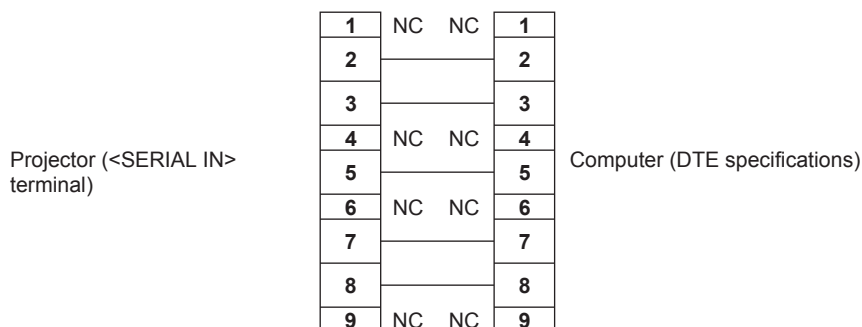 1 NC NC 1
2 2
3 3
4 NC NC 4
Projector (<SERIAL IN>
terminal)
5 5
Computer (DTE specifications)
6 NC NC 6
7 7
8 8
9 NC NC 9